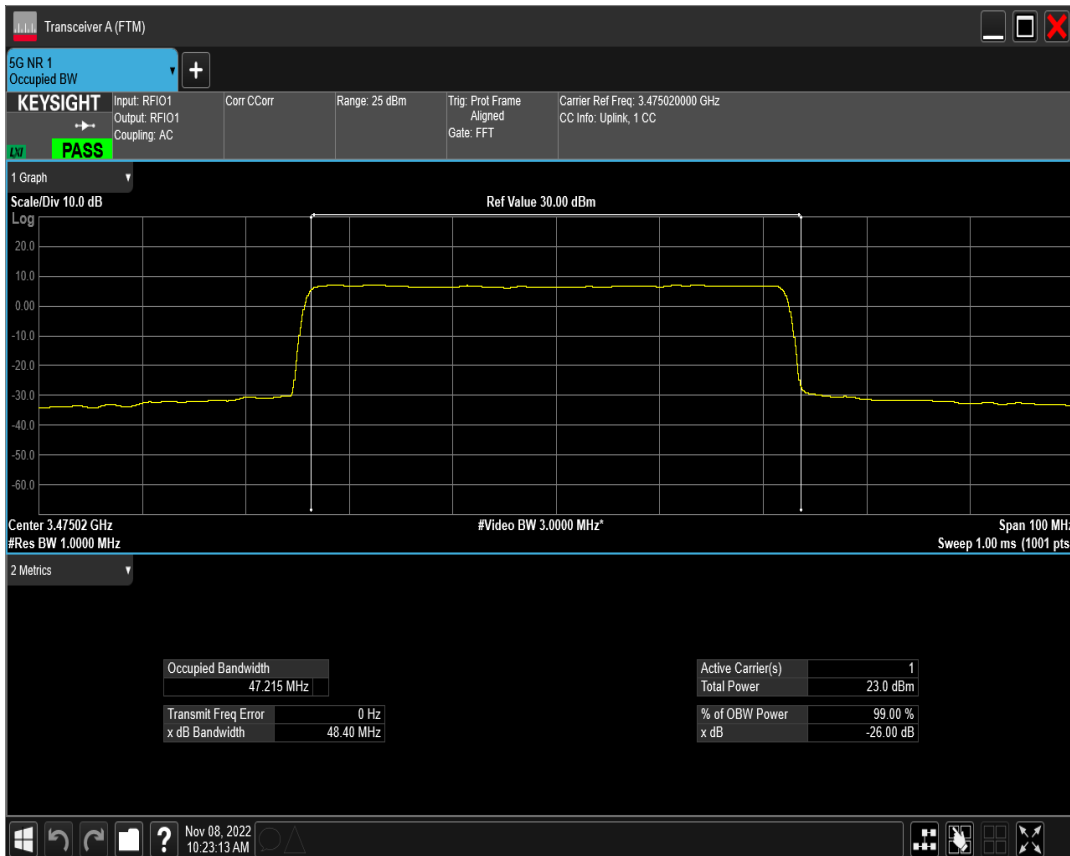 Transceiver A (FTM)
5G NR 1
Occupied BW
+
KEYSIGHT
LXI
PASS
Input: RFIO1
Output: RFIO1
Coupling: AC
Corr CCorr
Range: 25 dBm
Trig: Prot Frame
Aligned
Gate: FFT
Carrier Ref Freq: 3.475020000 GHz
CC Info: Uplink, 1 CC
1 Graph
Scale/Div 10.0 dB
Ref Value 30.00 dBm
Log
20.0
10.0
0.00
-10.0
-20.0
-30.0
-40.0
-50.0
-60.0
Center 3.47502 GHz
#Video BW 3.0000 MHz*
Span 100 MHz
#Res BW 1.0000 MHz
Sweep 1.00 ms (1001 pts
2 Metrics
Occupied Bandwidth
47.215 MHz
Transmit Freq Error 0 Hz
x dB Bandwidth 48.40 MHz
Active Carrier(s) 1
Total Power 23.0 dBm
% of OBW Power 99.00 %
x dB -26.00 dB
?
Nov 08, 2022
10:23:13 AM